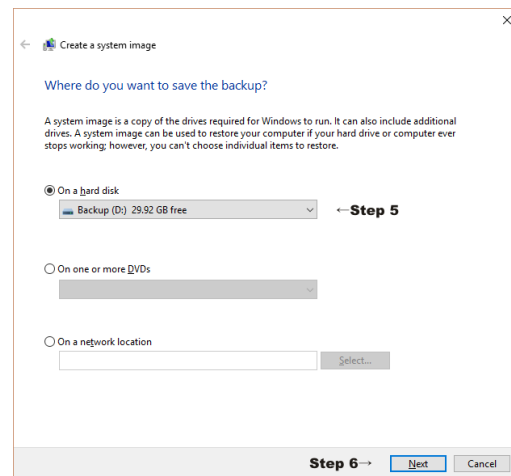 Create a system image
Where do you want to save the backup?
A system image is a copy of the drives required for Windows to run. It can also include additional
drives. A system image can be used to restore your computer if your hard drive or computer ever
stops working; however, you can't choose individual items to restore.
On a hard disk
Backup (D:) 29.92 GB free
←Step 5
On one or more DVDs
On a network location
Select...
Step 6→
Next
Cancel